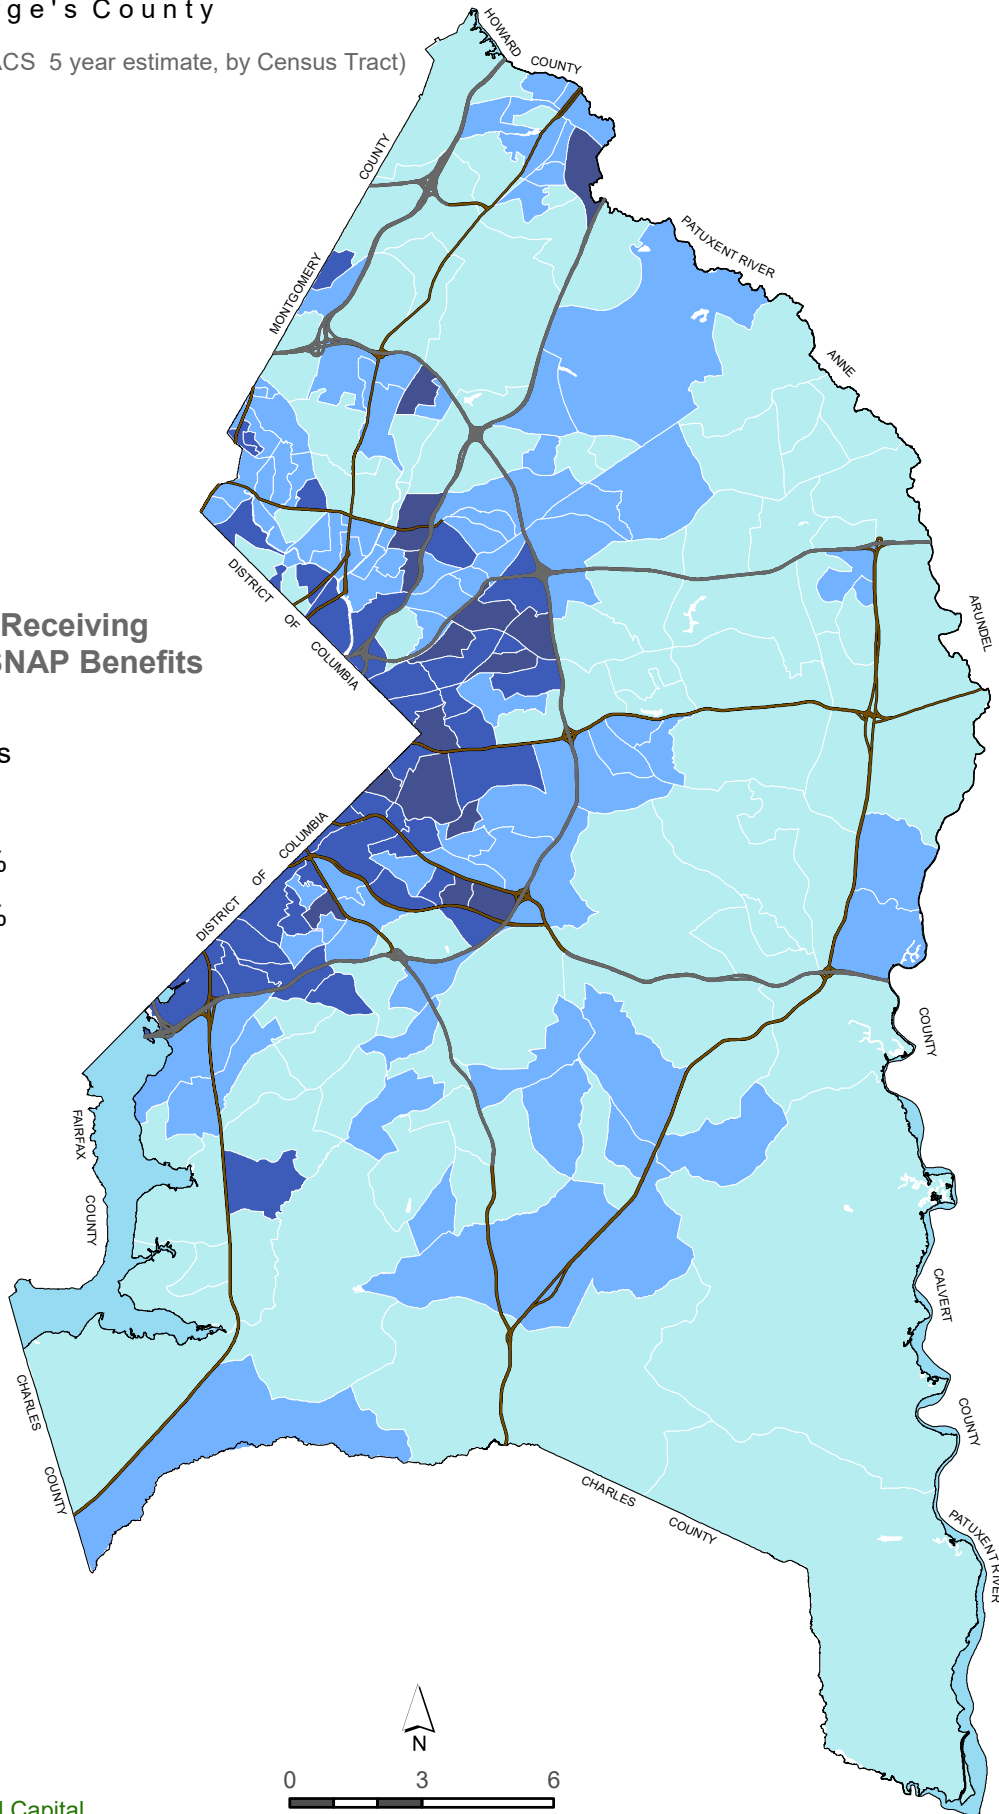 rge's County
ACS 5 year estimate, by Census Tract)
HOWARD
COUNTY
COUNTY
MONTGOMERY
PATUXENT RIVER
ANNE
ARUNDEL
DISTRICT
OF
COLUMBIA
Receiving
SNAP Benefits
s
%
%
COLUMBIA
OF
DISTRICT
COUNTY
FAIRFAX
COUNTY
CALVERT
CHARLES
COUNTY
COUNTY
CHARLES
COUNTY
PATUXENT RIVER
N
0 3 6
l Capital